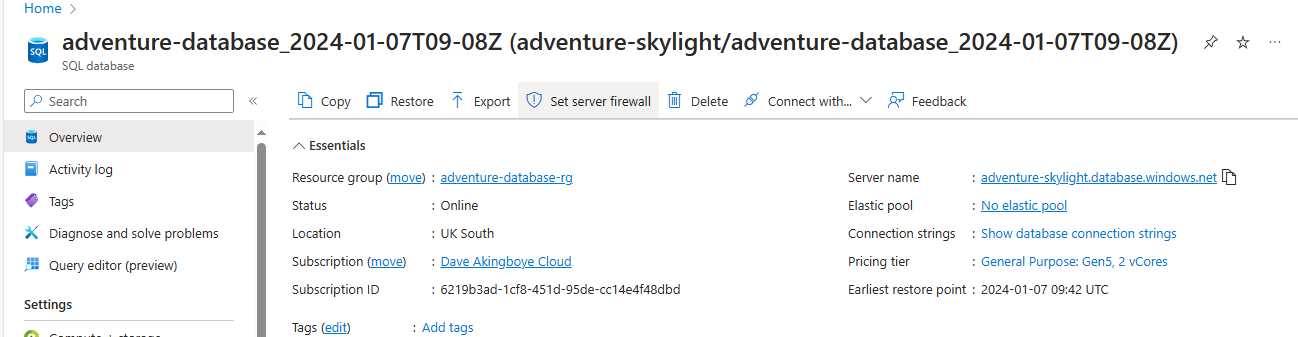 Home
adventure-database_2024-01-07T09-08Z (adventure-skylight/adventure-database_2024-01-07T09-08Z)
SQL
SQL database
Search
Copy
Restore
Export
Set server firewall
Delete
Connect with...
Feedback
Overview
Activity log
Tags
Diagnose and solve problems
Query editor (preview)
Settings
Compute + storage
Essentials
Resource group (move) : adventure-database-rg
Status : Online
Location : UK South
Subscription (move) : Dave Akingboye Cloud
Subscription ID : 6219b3ad-1cf8-451d-95de-cc14e4f48dbd
Server name : adventure-skylight.database.windows.net
Elastic pool : No elastic pool
Connection strings : Show database connection strings
Pricing tier : General Purpose: Gen5, 2 vCores
Earliest restore point : 2024-01-07 09:42 UTC
Tags (edit) : Add tags